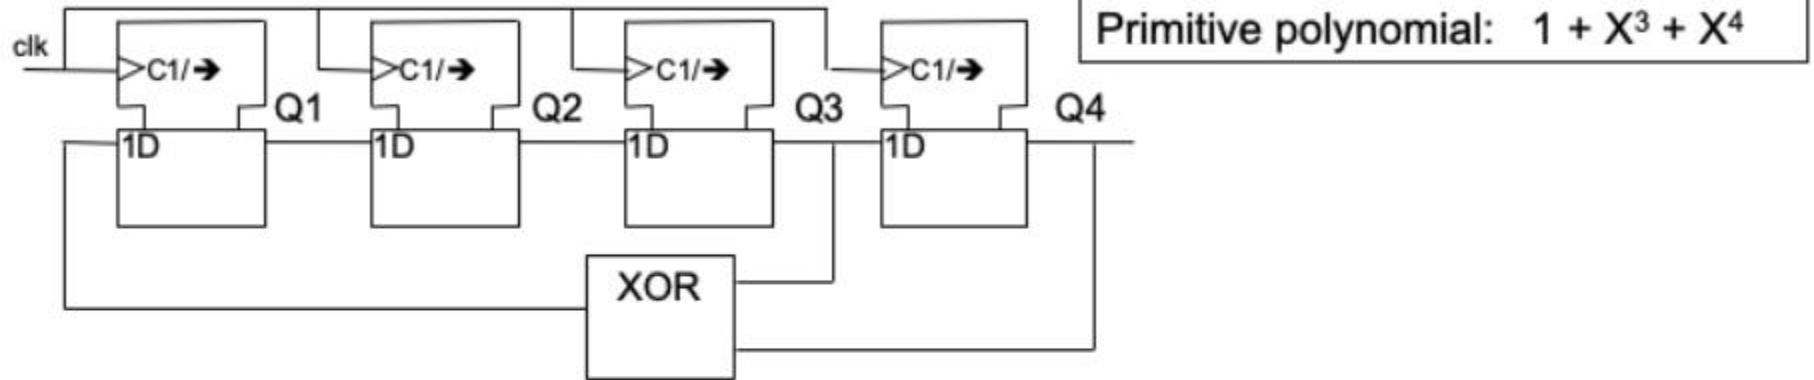 Primitive polynomial: 1 + X³ + X⁴
clk
C1/➔ C1/➔ C1/➔ C1/➔
Q1 Q2 Q3 Q4
1D 1D 1D 1D
XOR